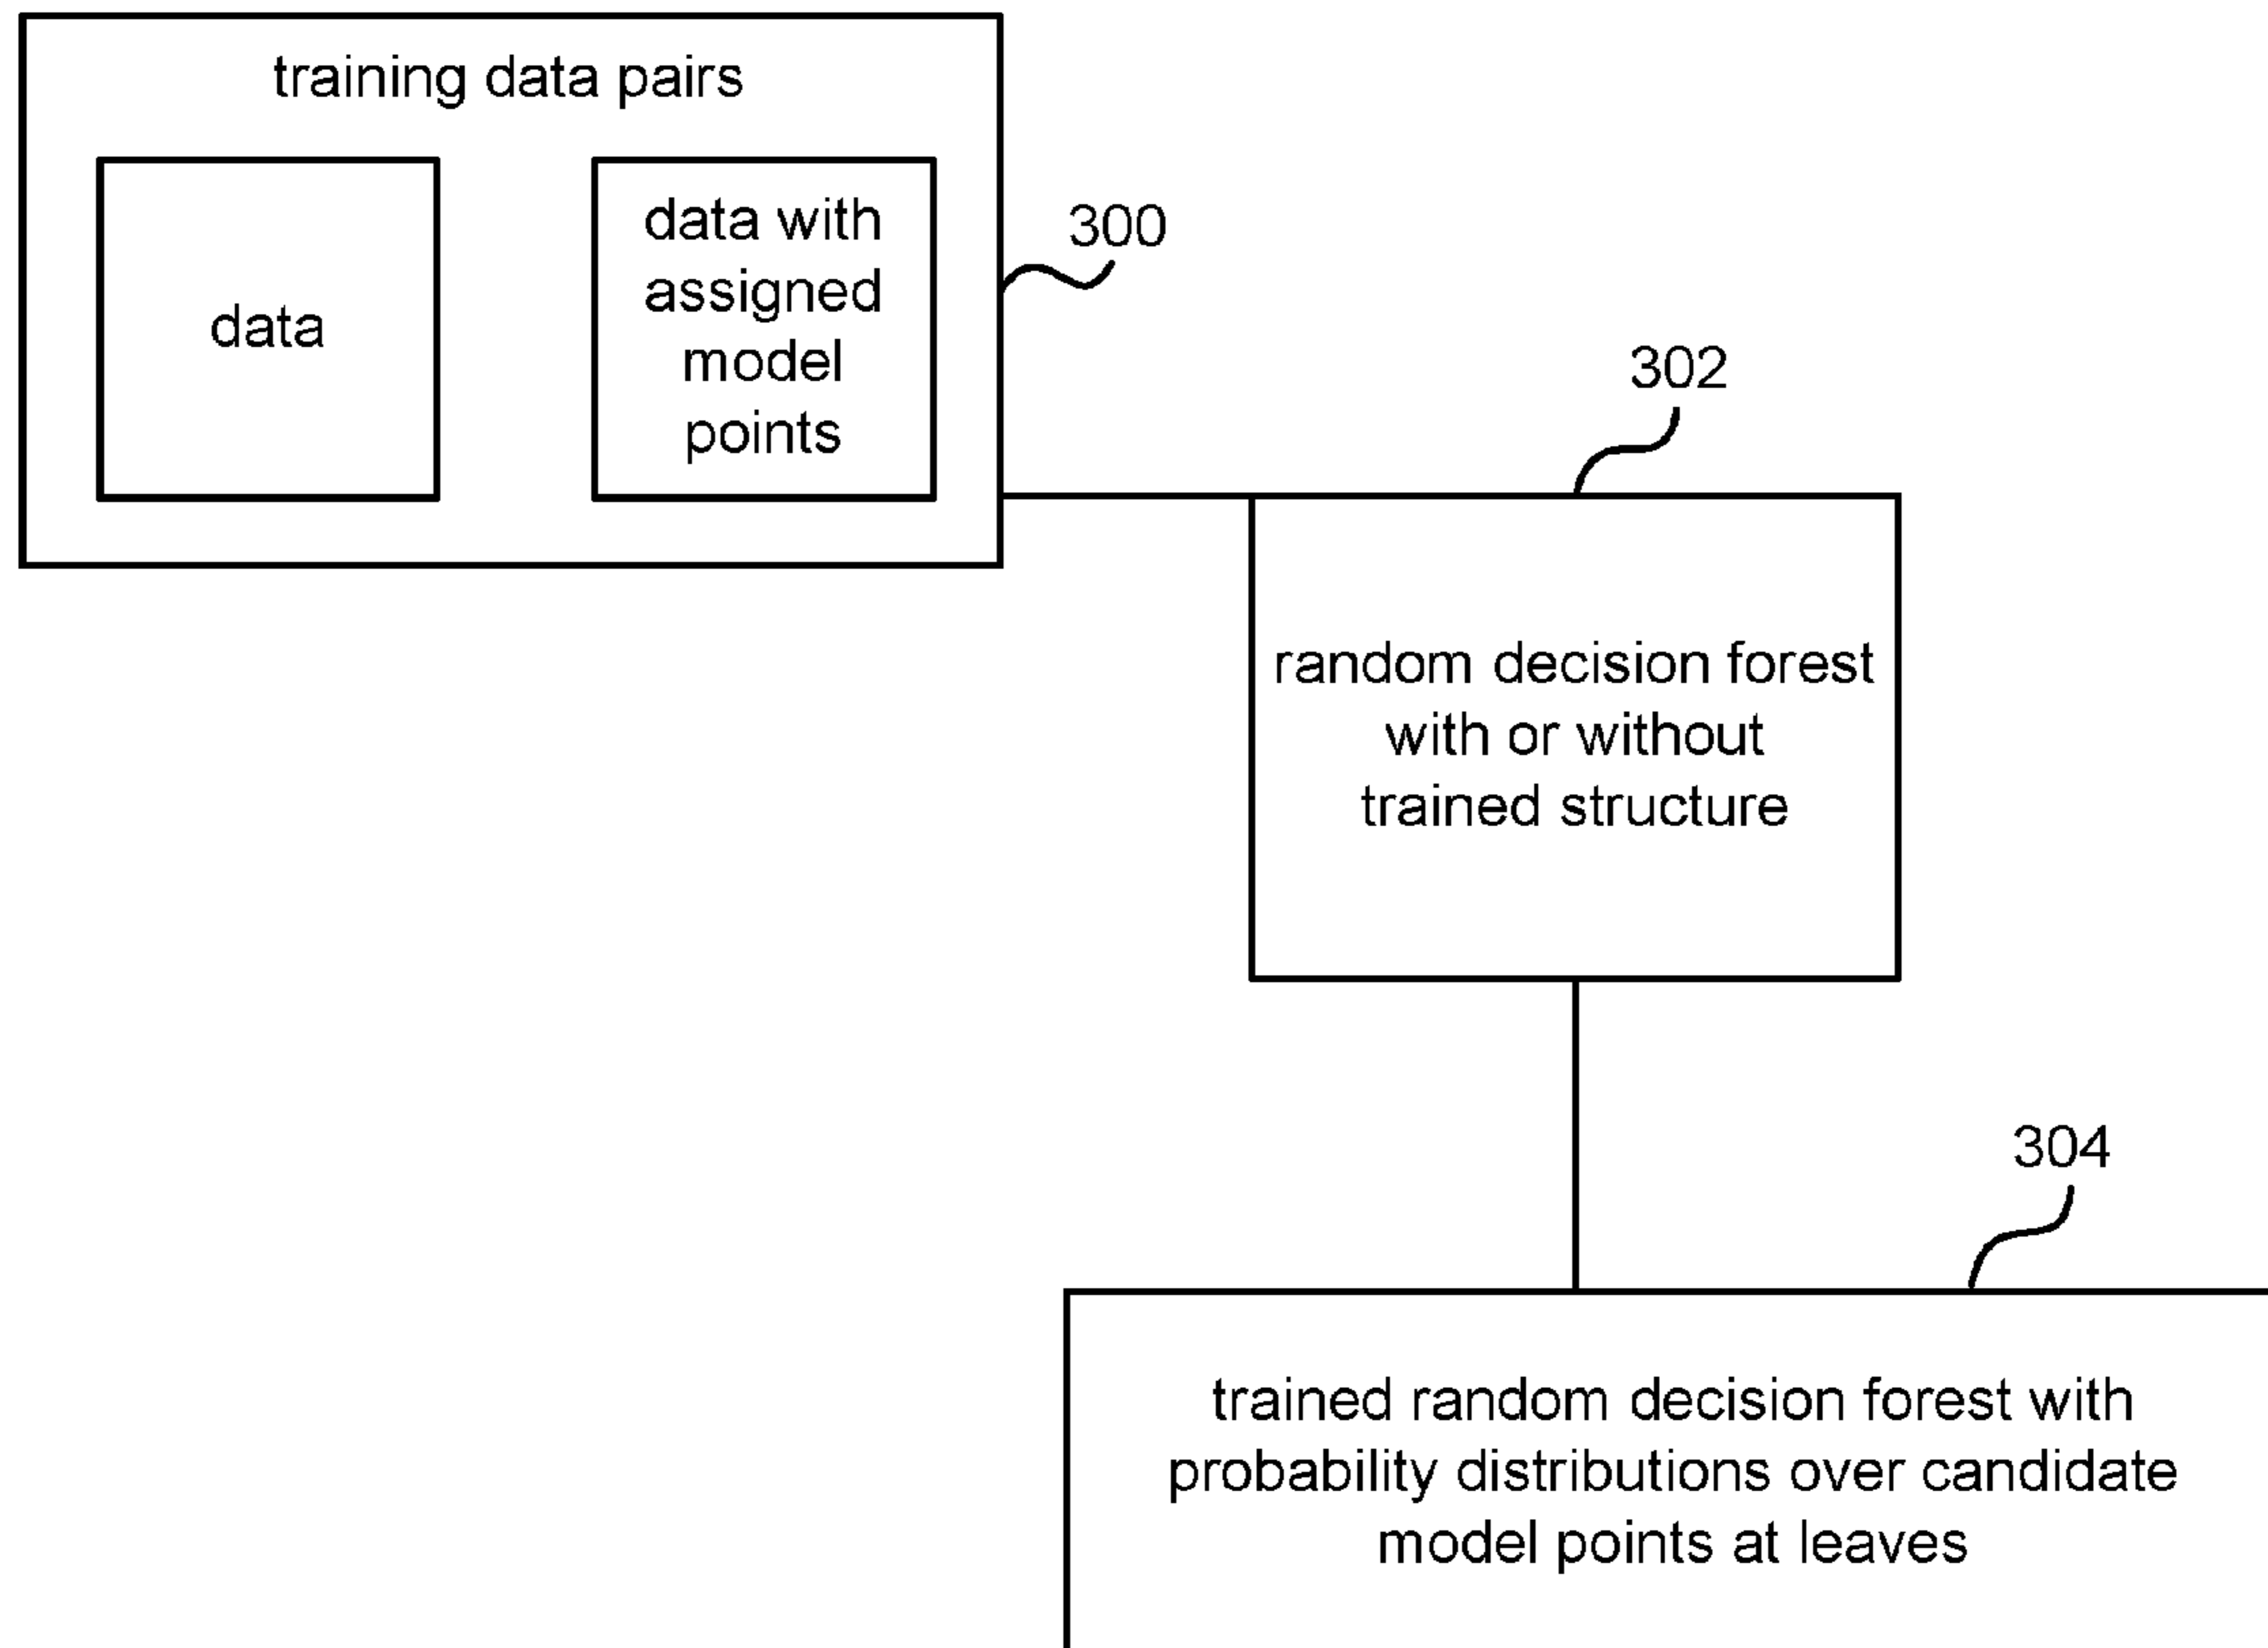 training data pairs
data
data with
assigned
model
points
300
302
random decision forest
with or without
trained structure
304
trained random decision forest with
probability distributions over candidate
model points at leaves